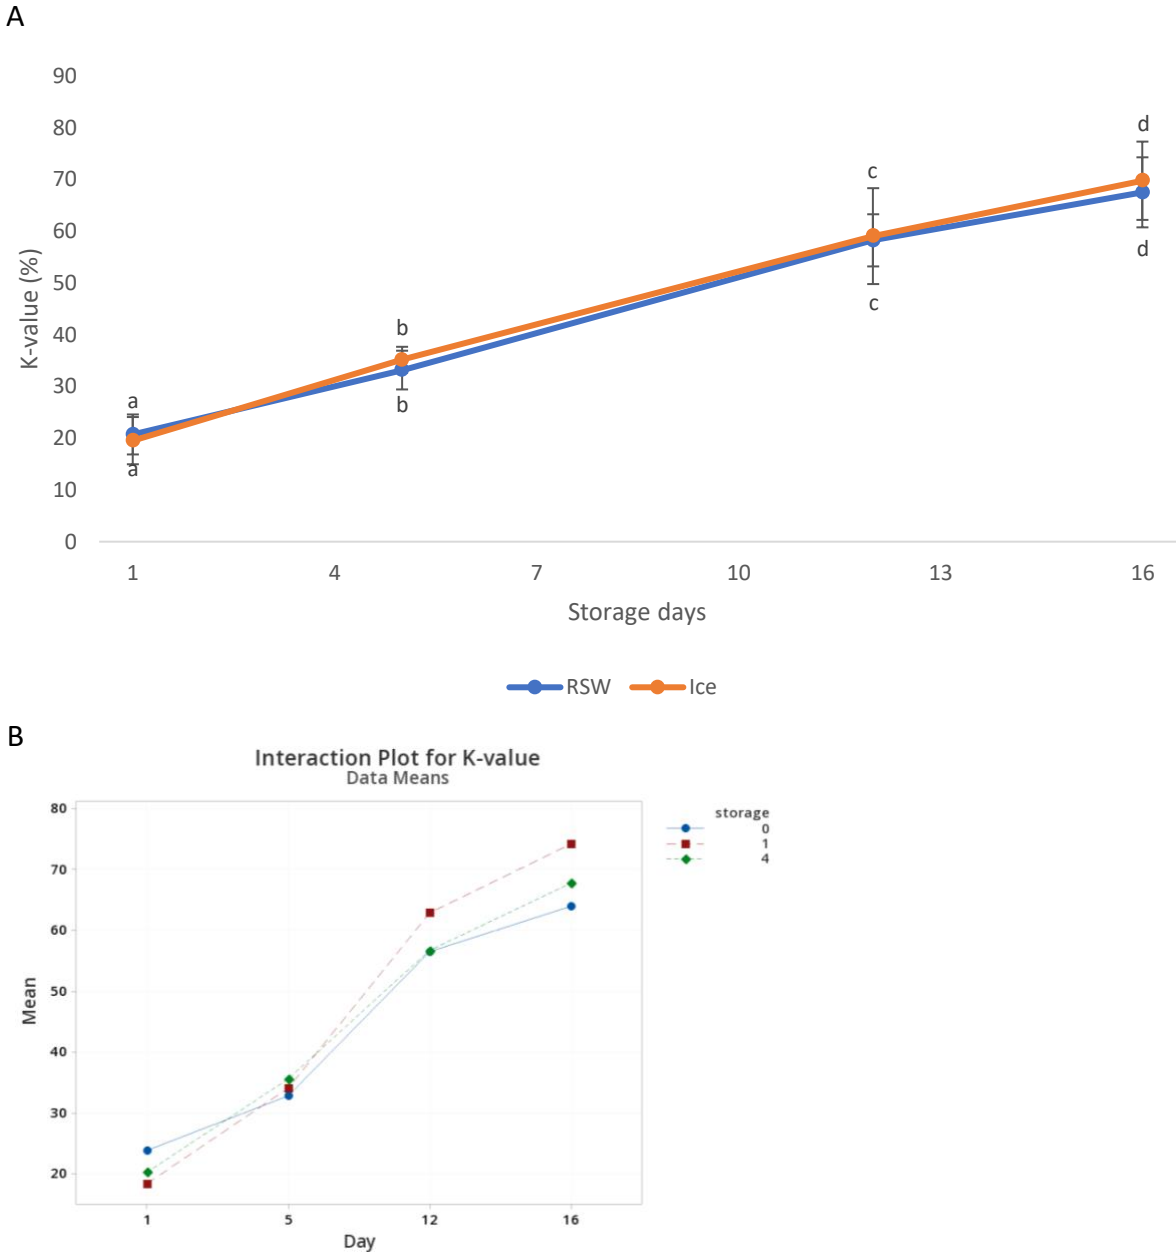 A
90
80
70
60
50
40
30
20
10
0
K-value (%)
a
a
b
b
c
c
d
d
1 4 7 10 13 16
Storage days
RSW Ice
B
Interaction Plot for K-value
Data Means
80
70
60
50
40
30
20
Mean
1 5 12 16
Day
storage
0
1
4